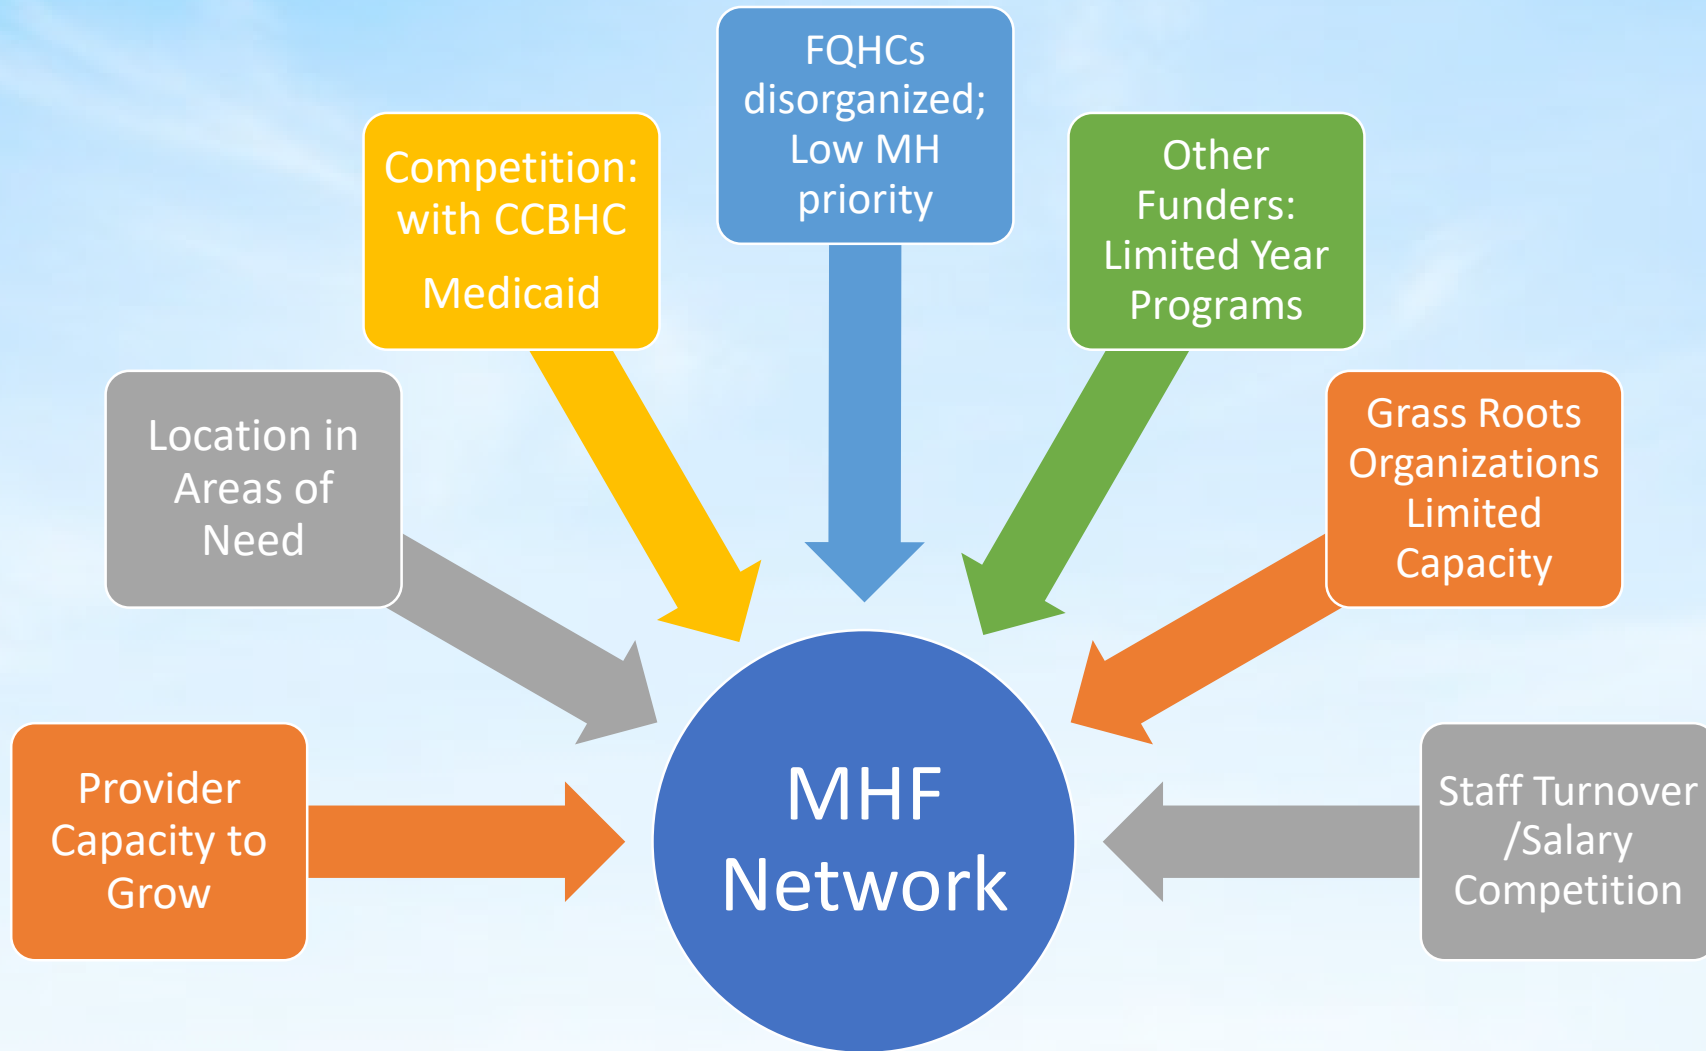 FQHCs
disorganized;
Low MH
priority
Competition:
with CCBHC
Medicaid
Other
Funders:
Limited Year
Programs
Location in
Areas of
Need
Grass Roots
Organizations
Limited
Capacity
Provider
Capacity to
Grow
MHF
Network
Staff Turnover
/Salary
Competition